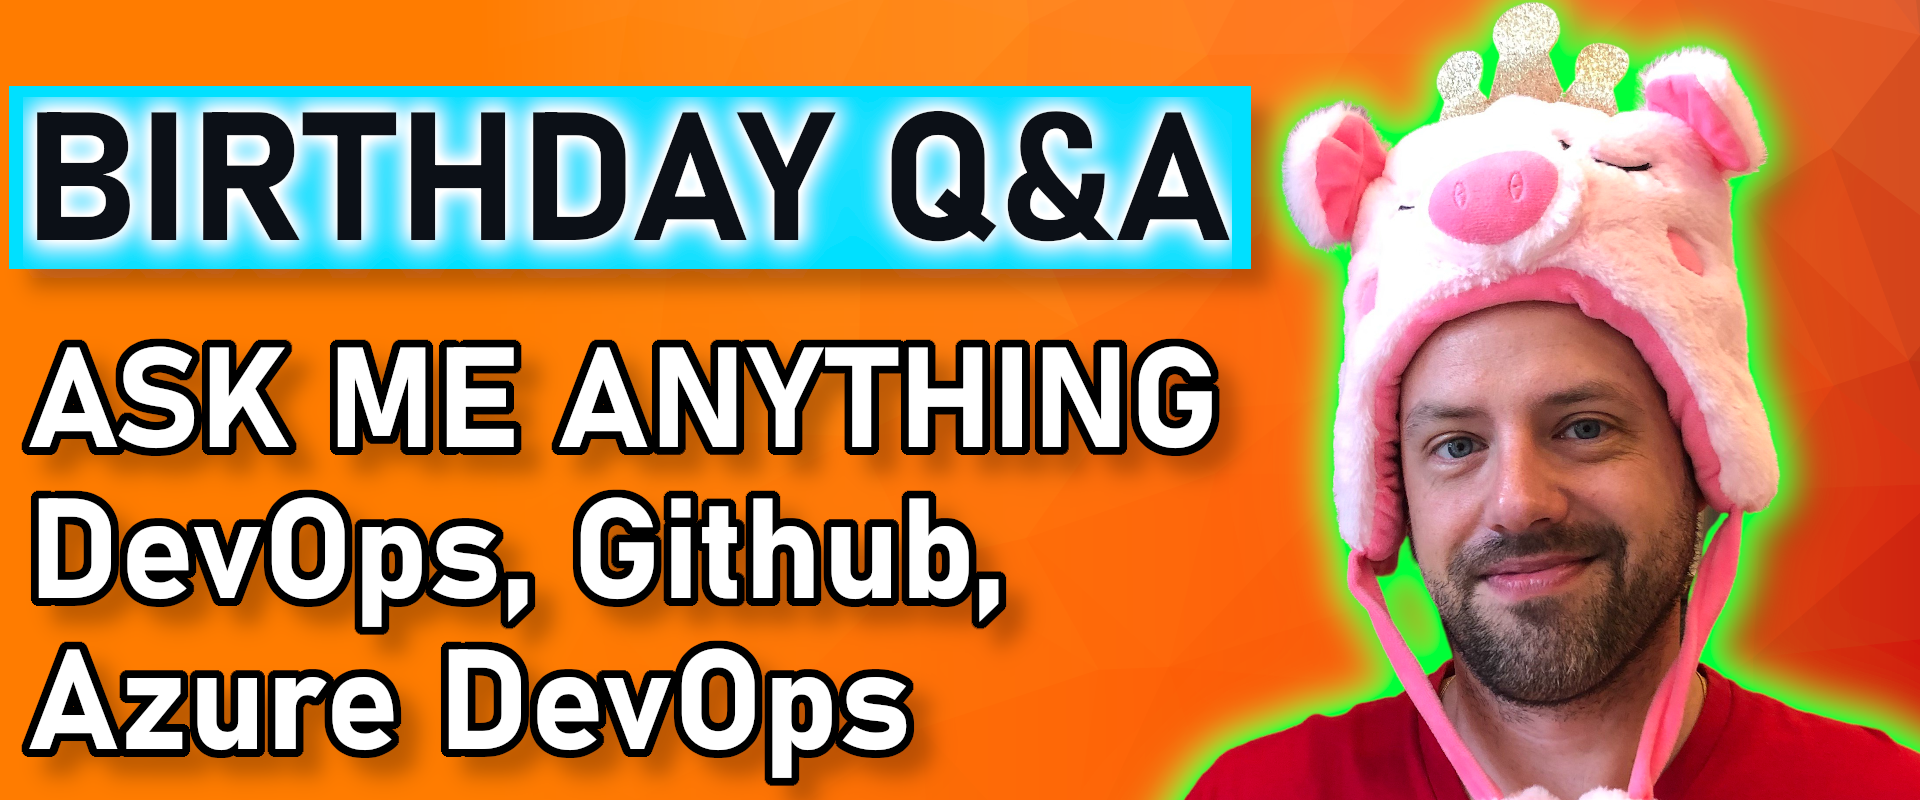 BIRTHDAY Q&A
ASK ME ANYTHING
DevOps, Github,
Azure DevOps